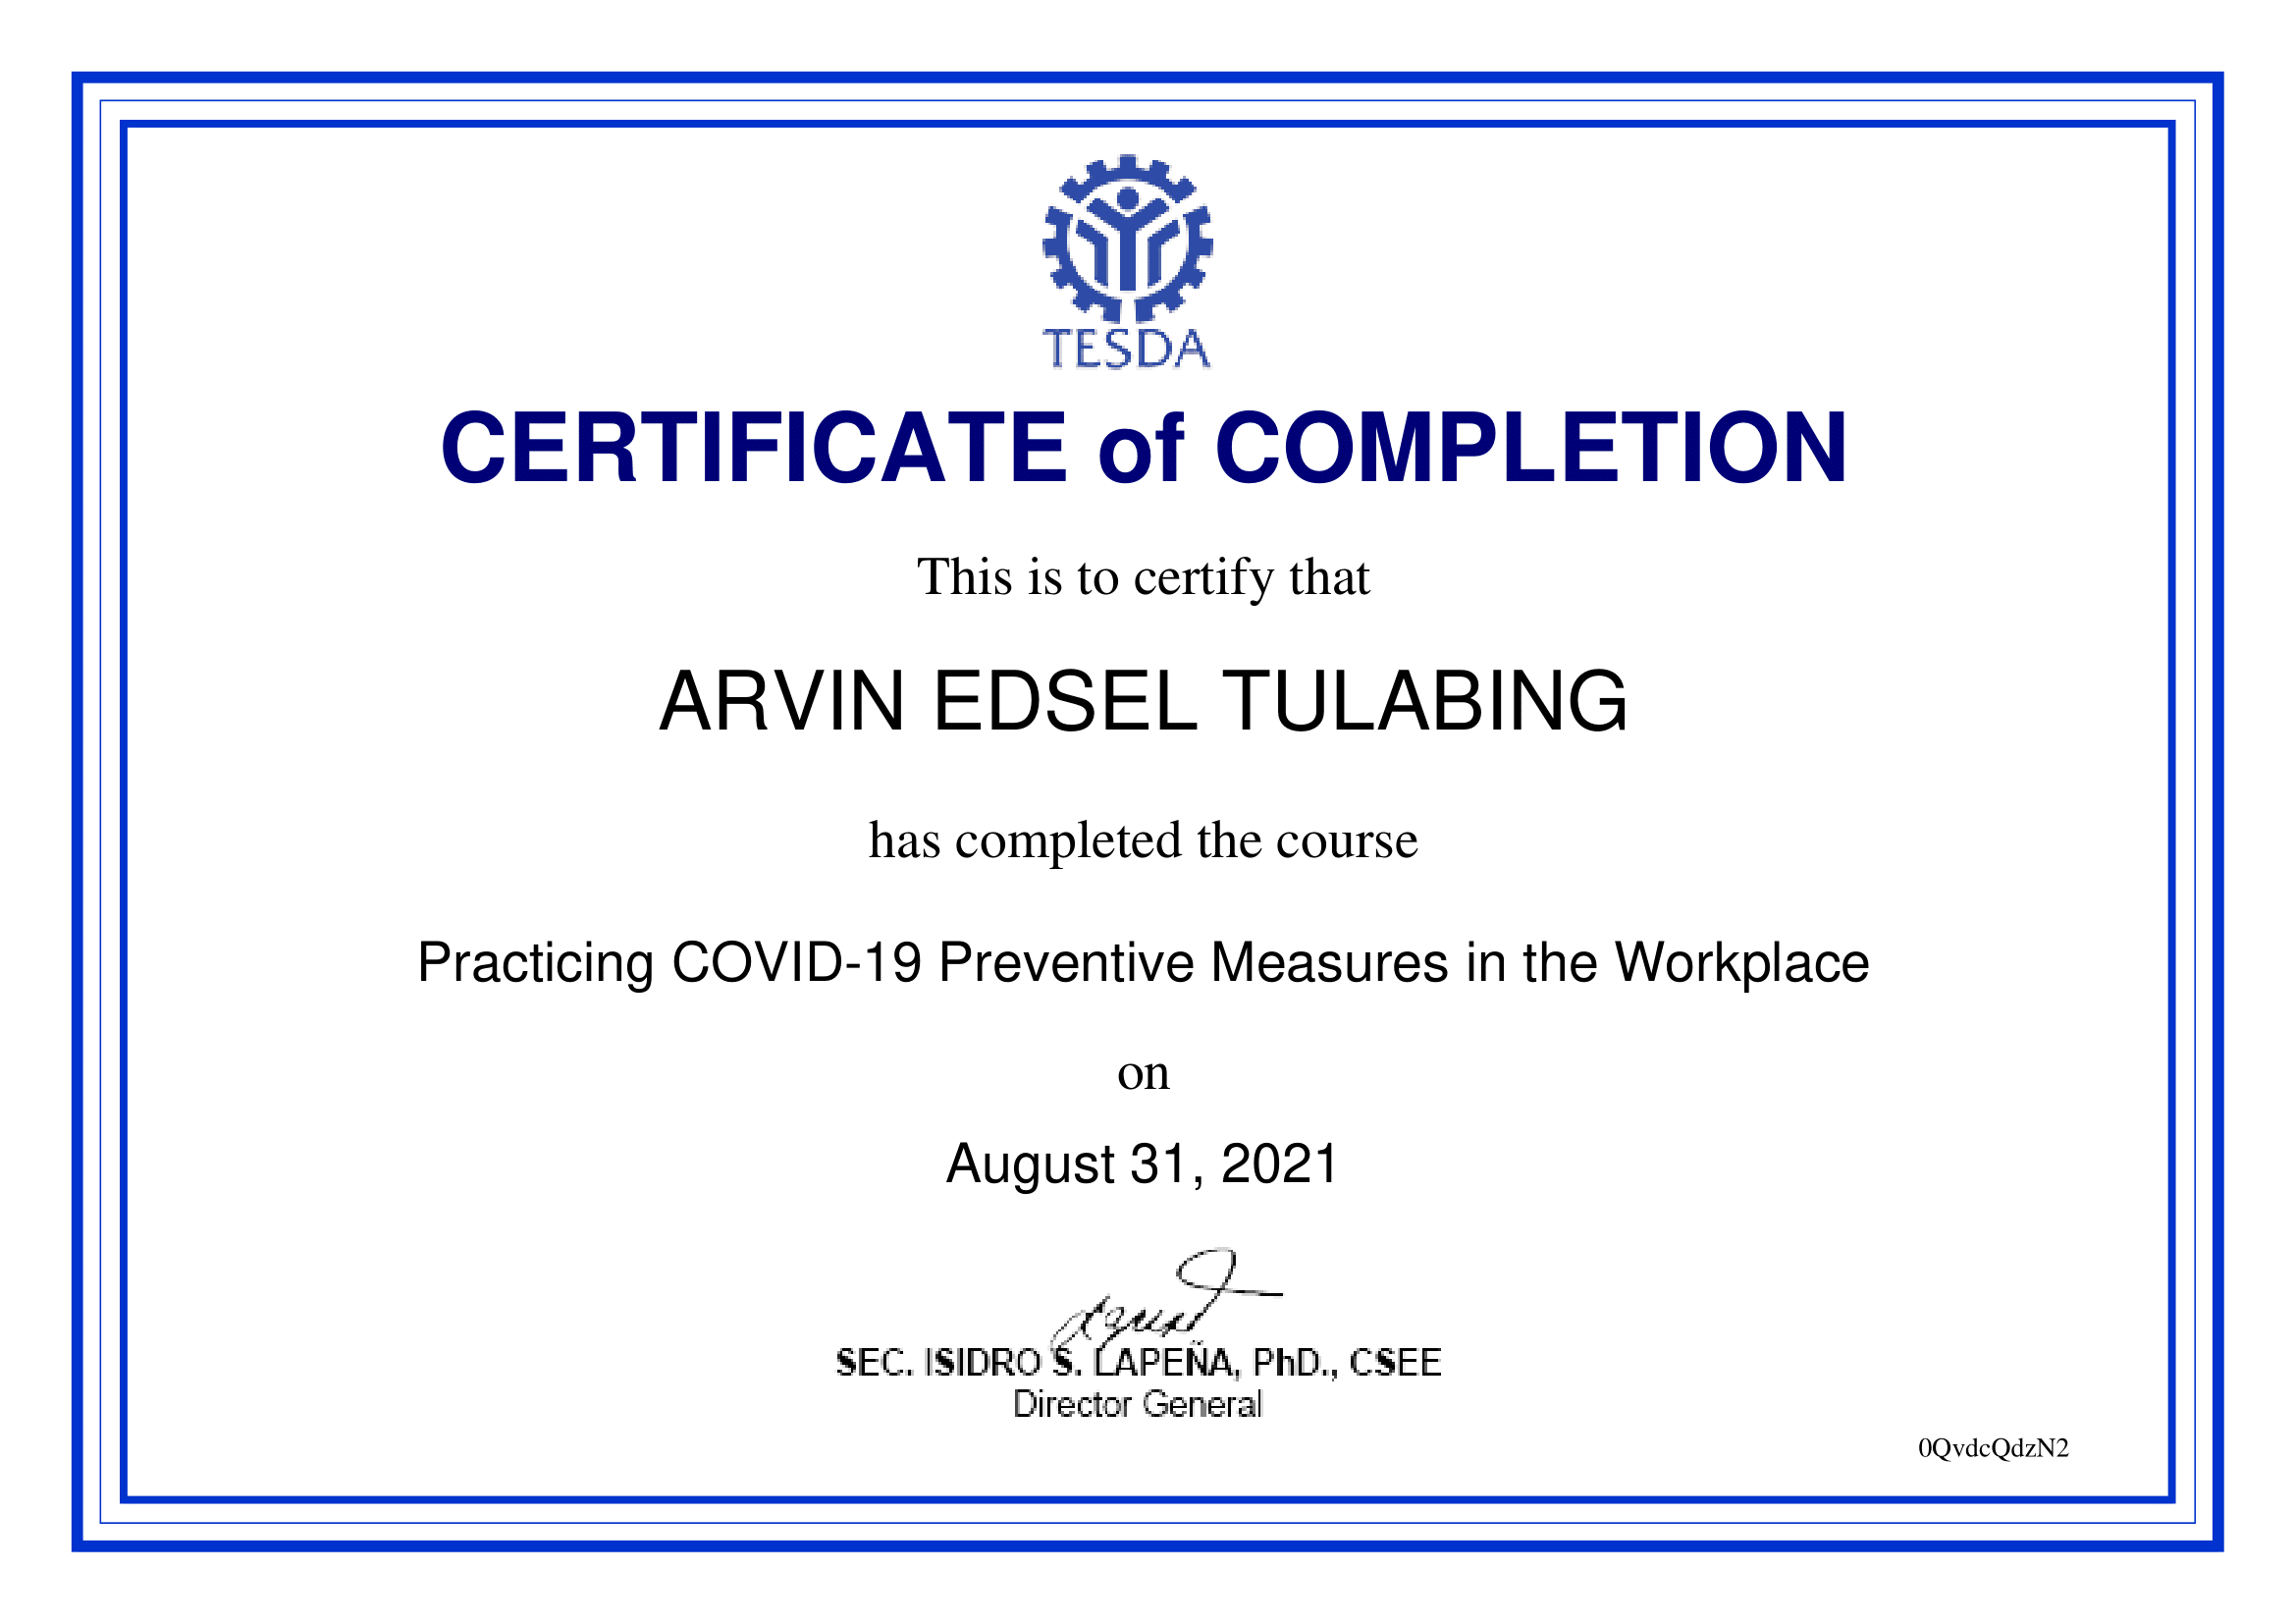 TESDA
CERTIFICATE of COMPLETION
This is to certify that
ARVIN EDSEL TULABING
has completed the course
Practicing COVID-19 Preventive Measures in the Workplace
on
August 31, 2021
SEC. ISIDRO S. LAPEÑA, PhD., CSEE
Director General
0QvdcQdzN2